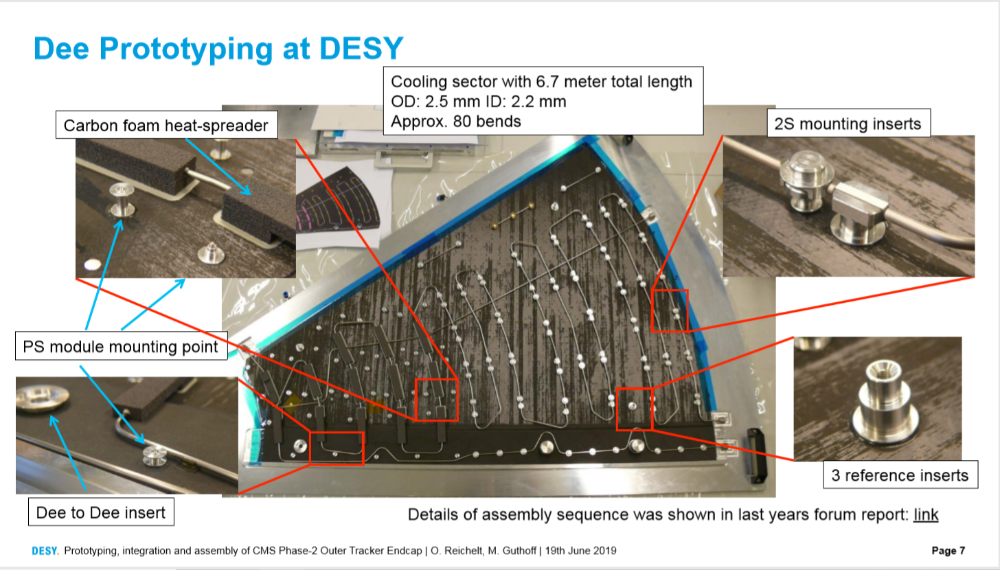 Dee Prototyping at DESY
Cooling sector with 6.7 meter total length
OD: 2.5 mm ID: 2.2 mm
Approx. 80 bends
Carbon foam heat-spreader
2S mounting inserts
PS module mounting point
3 reference inserts
Dee to Dee insert
Details of assembly sequence was shown in last years forum report: link
DESY. Prototyping, integration and assembly of CMS Phase-2 Outer Tracker Endcap | O. Reichelt, M. Guthoff | 19th June 2019
Page 7